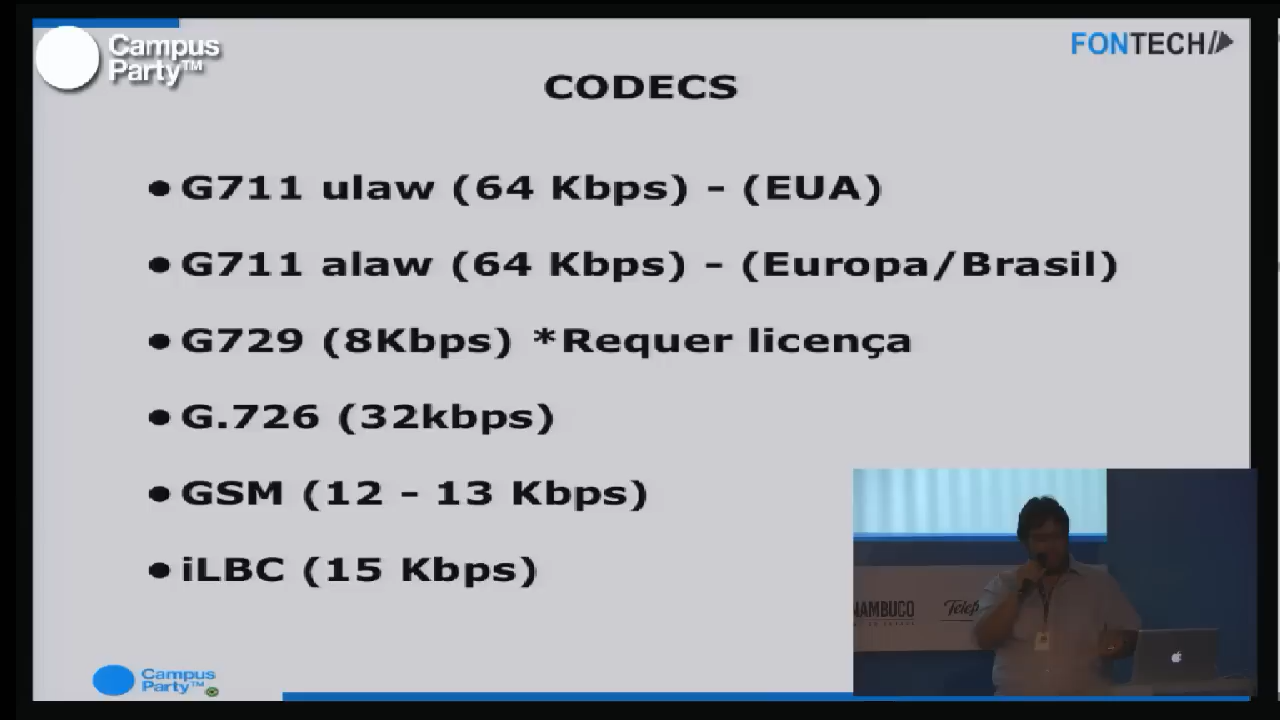 Campus
Party™
FONTECH
CODECS
• G711 ulaw (64 Kbps) - (EUA)
• G711 alaw (64 Kbps) - (Europa/Brasil)
• G729 (8Kbps) *Requer licença
• G.726 (32kbps)
• GSM (12 - 13 Kbps)
• iLBC (15 Kbps)
NAMBUCO
Campus
Party™